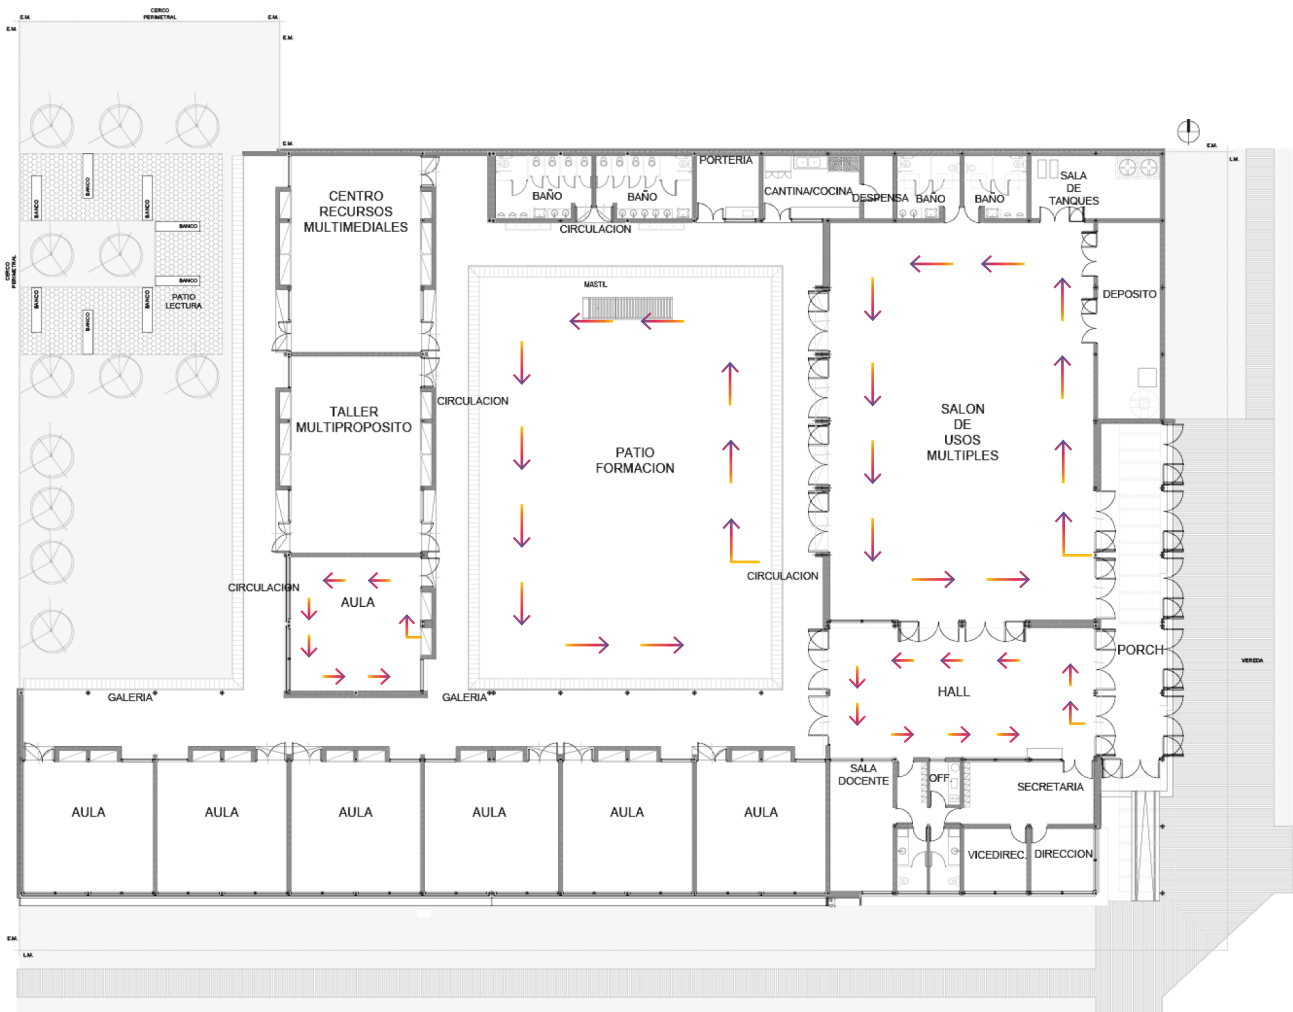 CERCO
PERIMETRAL
E.M.
E.M.
E.M.
E.M.
E.M.
E.M.
L.M.
PORTERIA
CENTRO
RECURSOS
MULTIMEDIALES
BAÑO
BAÑO
CANTINA/COCINA
DESPENSA
BAÑO
BAÑO
SALA
DE
TANQUES
CIRCULACION
BANCO
BANCO
BANCO
BANCO
BANCO
CERCO
PERIMETRAL
PATIO
LECTURA
BANCO
BANCO
BANCO
MASTIL
DEPOSITO
TALLER
MULTIPROPOSITO
CIRCULACION
SALON
DE
USOS
MULTIPLES
PATIO
FORMACION
CIRCULACION
CIRCULACION
AULA
PORCH
VEREDA
HALL
GALERIA
GALERIA
SALA
DOCENTE
OFF.
SECRETARIA
AULA
AULA
AULA
AULA
AULA
AULA
VICEDIREC.
DIRECCION
E.M.
L.M.